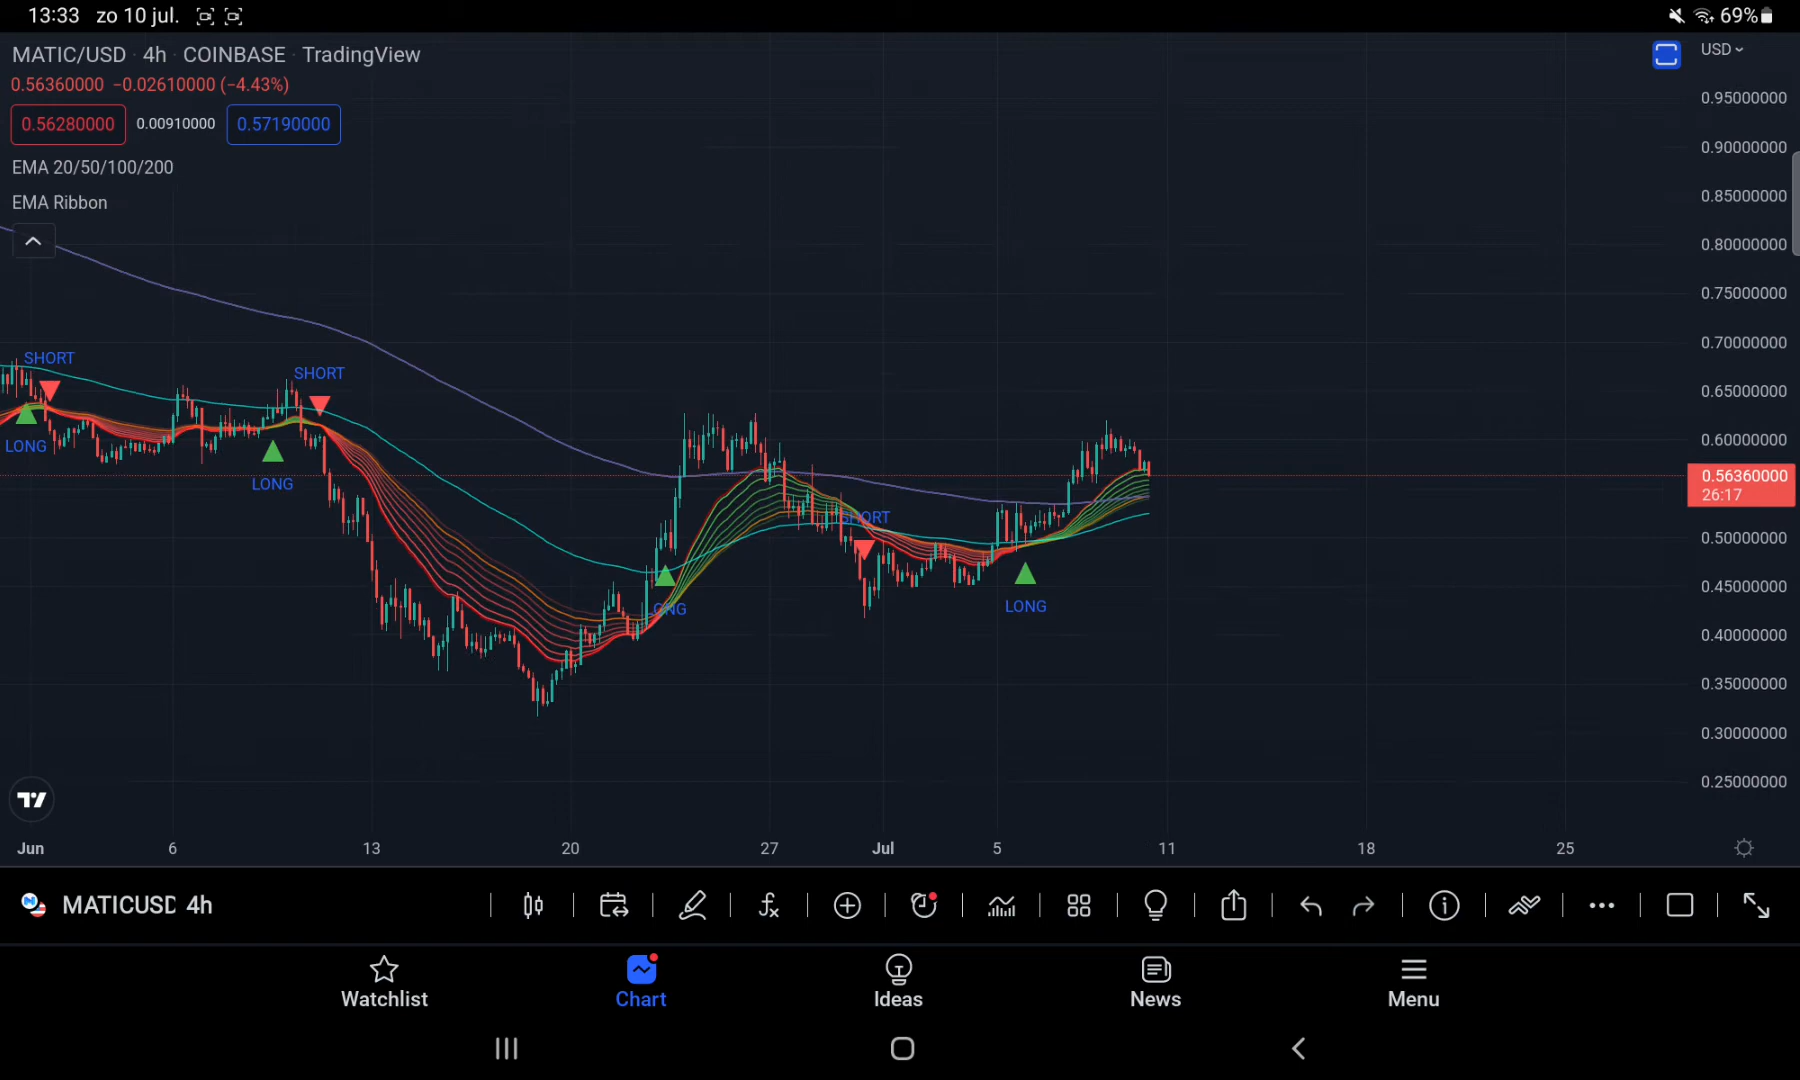 13:33 zo 10 jul. 69%
MATIC/USD · 4h · COINBASE · TradingView
USD
0.56360000 −0.02610000 (−4.43%)
0.56280000 0.00910000 0.57190000
EMA 20/50/100/200
EMA Ribbon
0.95000000
0.90000000
0.85000000
0.80000000
0.75000000
0.70000000
0.65000000
0.60000000
0.56360000
26:17
0.50000000
0.45000000
0.40000000
0.35000000
0.30000000
0.25000000
SHORT
LONG
SHORT
LONG
SHORT
LONG
Jun 6 13 20 27 Jul 5 11 18 25
MATICUSD 4h
Watchlist Chart Ideas News Menu